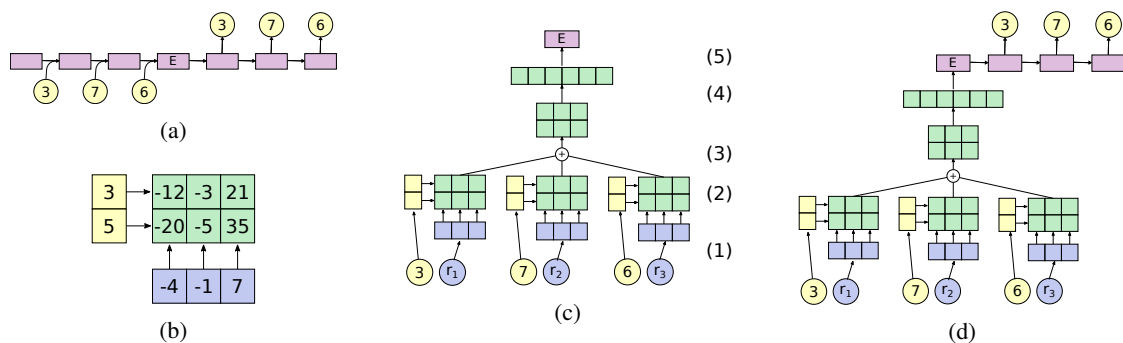 3 7 6
E
3 7 6
(a)
3 -12 -3 21
5 -20 -5 35
-4 -1 7
(b)
E
(5)
(4)
(3)
(2)
(1)
3 r1 7 r2 6 r3
(c)
3 7 6
E
3 r1 7 r2 6 r3
(d)